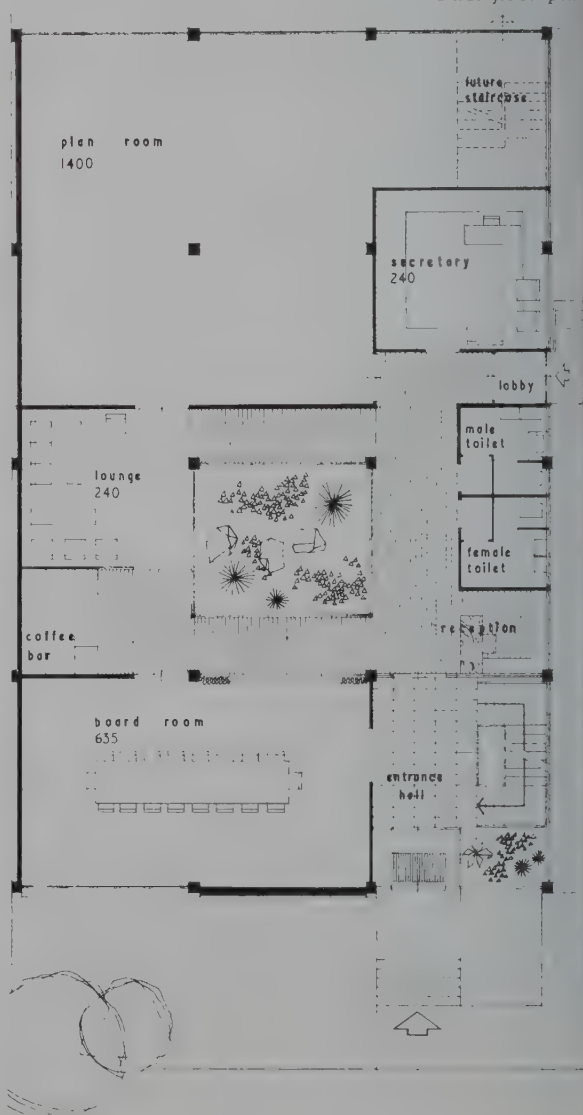 future
staircase
plan room
1400
secretary
240
lobby
male
toilet
lounge
240
female
toilet
reception
coffee
bar
board room
635
entrance
hall